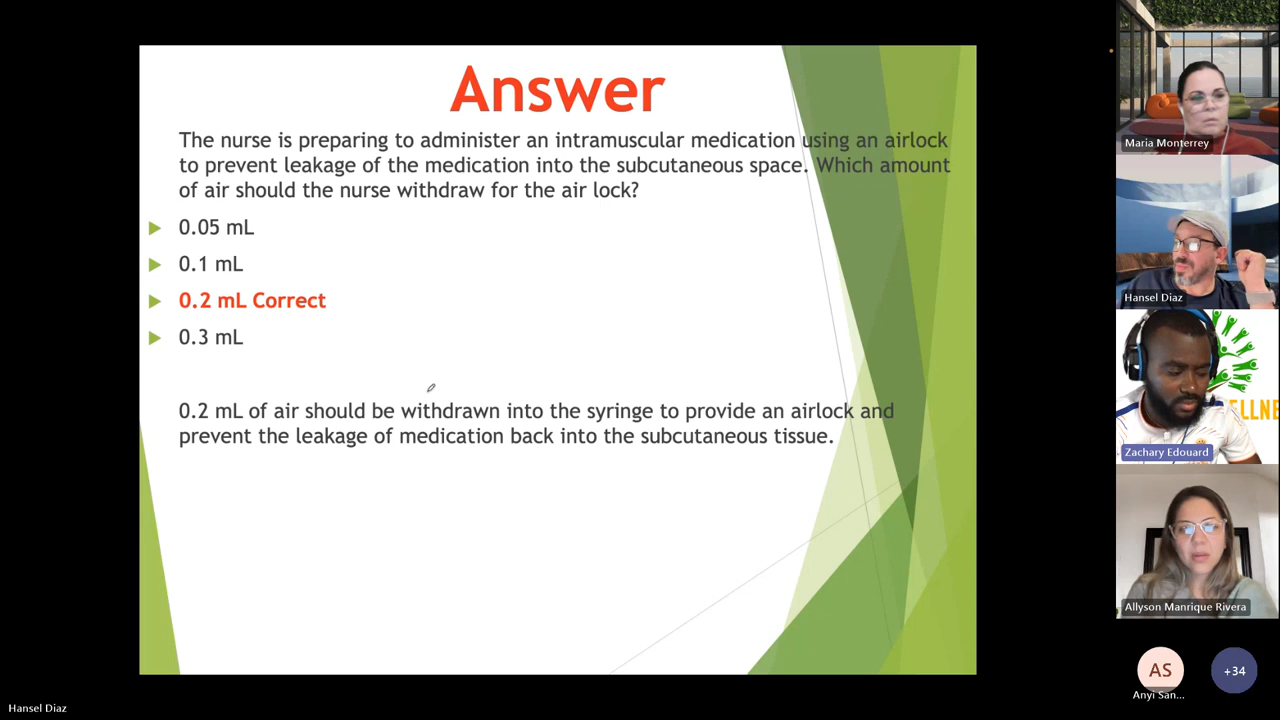 Answer
The nurse is preparing to administer an intramuscular medication using an airlock
to prevent leakage of the medication into the subcutaneous space. Which amount
of air should the nurse withdraw for the air lock?
0.05 mL
0.1 mL
0.2 mL Correct
0.3 mL
0.2 mL of air should be withdrawn into the syringe to provide an airlock and
prevent the leakage of medication back into the subcutaneous tissue.
Maria Monterrey
Hansel Diaz
ELLNE
Zachary Edouard
Allyson Manrique Rivera
AS
Anyi San...
+34
Hansel Diaz